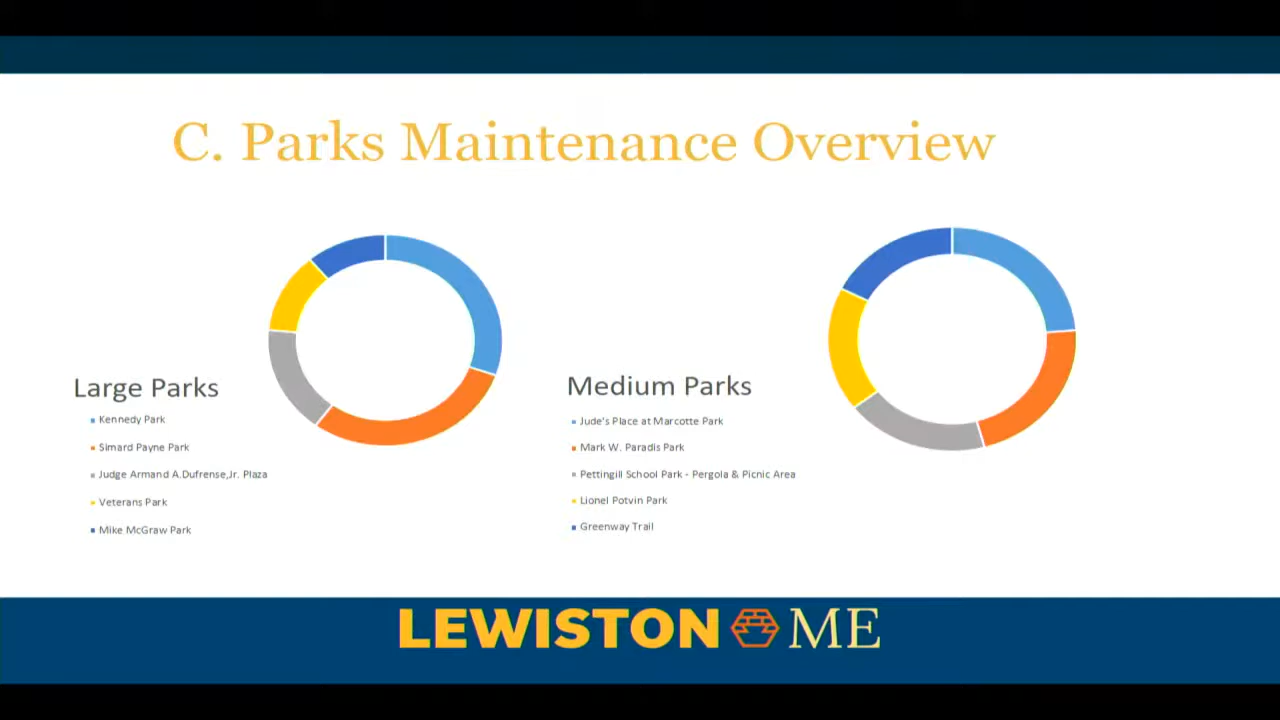 C. Parks Maintenance Overview
Large Parks
Kennedy Park
Simard Payne Park
Judge Armand A.Dufrense,Jr. Plaza
Veterans Park
Mike McGraw Park
Medium Parks
Jude's Place at Marcotte Park
Mark W. Paradis Park
Pettingill School Park - Pergola & Picnic Area
Lionel Potvin Park
Greenway Trail
LEWISTON ME